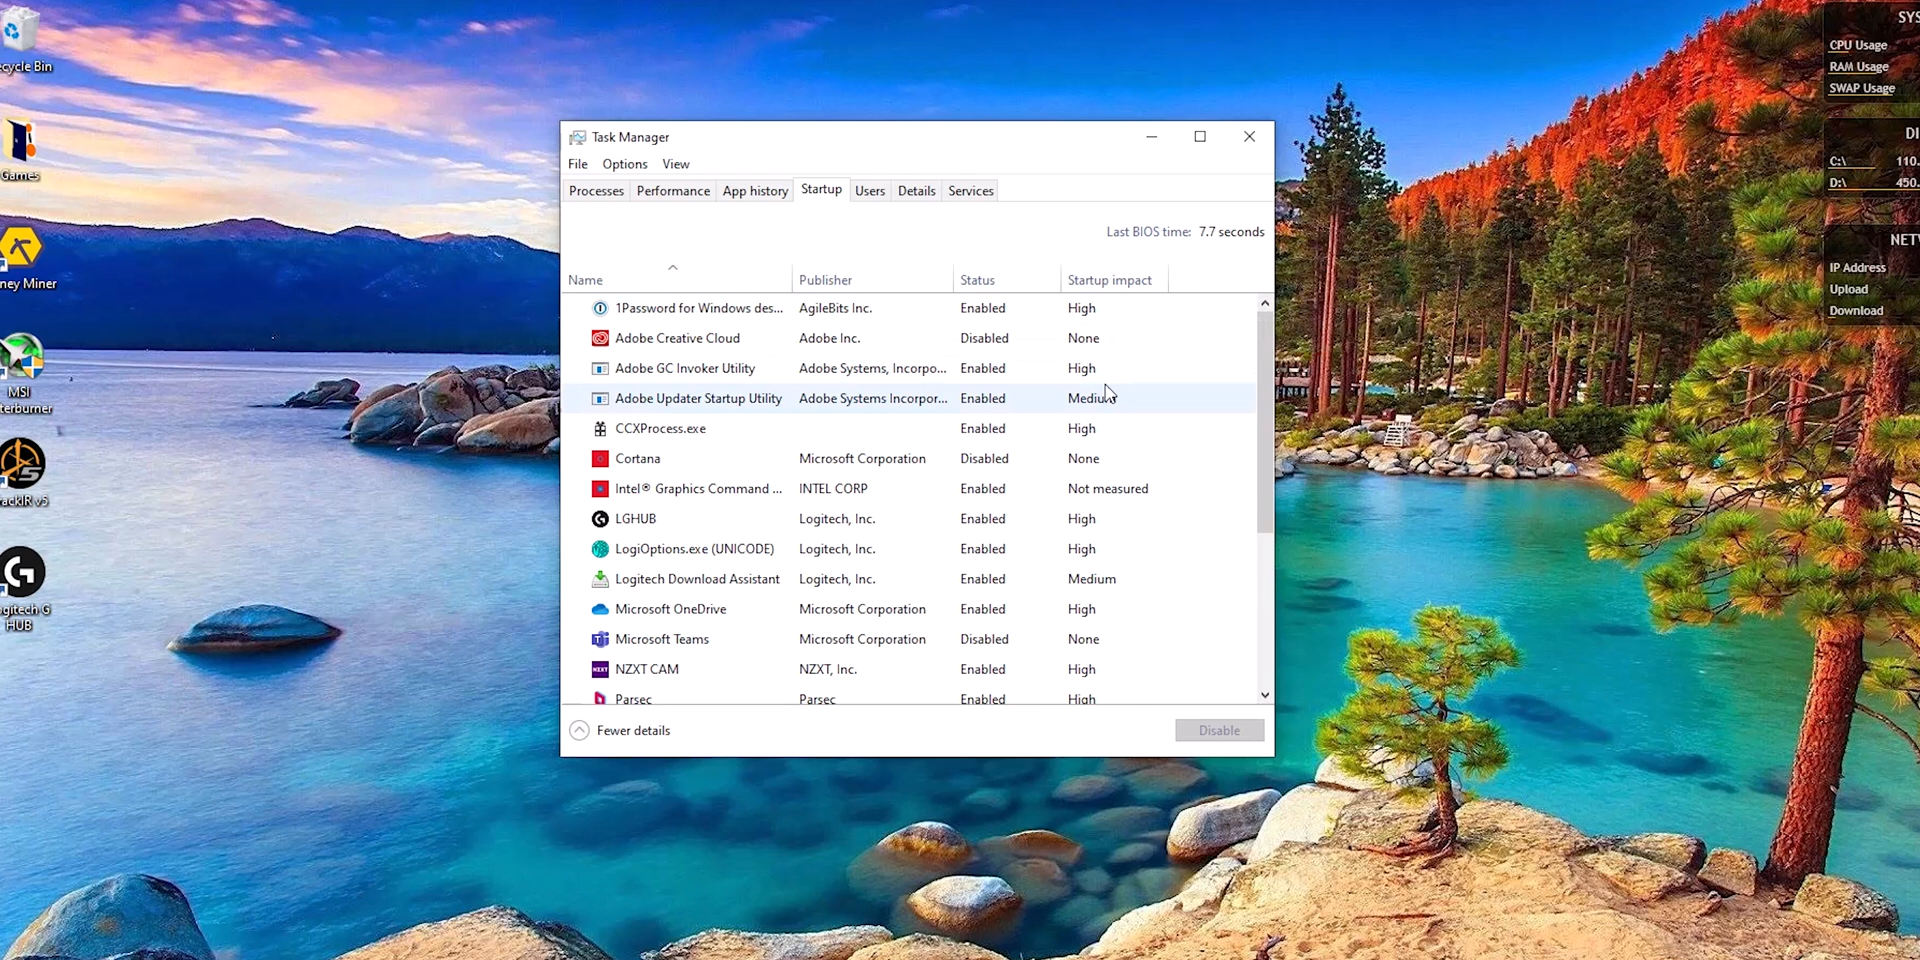 ecycle Bin
Games
ney Miner
MSI
terburner
rackIR v5
ogitech G
HUB
Task Manager
File Options View
Processes Performance App history Startup Users Details Services
Last BIOS time: 7.7 seconds
Name Publisher Status Startup impact
1Password for Windows des... AgileBits Inc. Enabled High
Adobe Creative Cloud Adobe Inc. Disabled None
Adobe GC Invoker Utility Adobe Systems, Incorpo... Enabled High
Adobe Updater Startup Utility Adobe Systems Incorpor... Enabled Medium
CCXProcess.exe Enabled High
Cortana Microsoft Corporation Disabled None
Intel® Graphics Command ... INTEL CORP Enabled Not measured
LGHUB Logitech, Inc. Enabled High
LogiOptions.exe (UNICODE) Logitech, Inc. Enabled High
Logitech Download Assistant Logitech, Inc. Enabled Medium
Microsoft OneDrive Microsoft Corporation Enabled High
Microsoft Teams Microsoft Corporation Disabled None
NZXT CAM NZXT, Inc. Enabled High
Parsec Parsec Enabled High
Fewer details Disable
SYS
CPU Usage
RAM Usage
SWAP Usage
DI
C:\ 110.
D:\ 450.
NETW
IP Address
Upload
Download